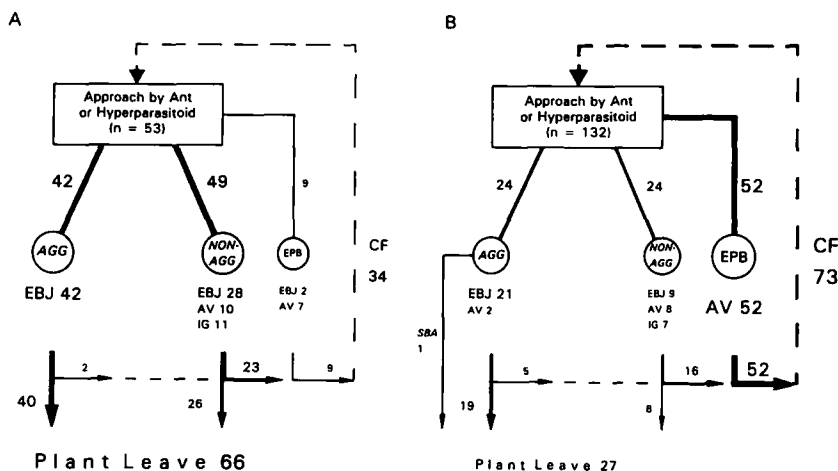 A
Approach by Ant
or Hyperparasitoid
(n = 53)
42
49
9
AGG
NON-
AGG
EPB
CF
34
EBJ 42
EBJ 28
AV 10
IG 11
EBJ 2
AV 7
2
23
9
40
26
Plant Leave 66
B
Approach by Ant
or Hyperparasitoid
(n = 132)
24
24
52
AGG
NON-
AGG
EPB
CF
73
EBJ 21
AV 2
EBJ 9
AV 8
IG 7
AV 52
SBA
1
5
16
52
19
8
Plant Leave 27